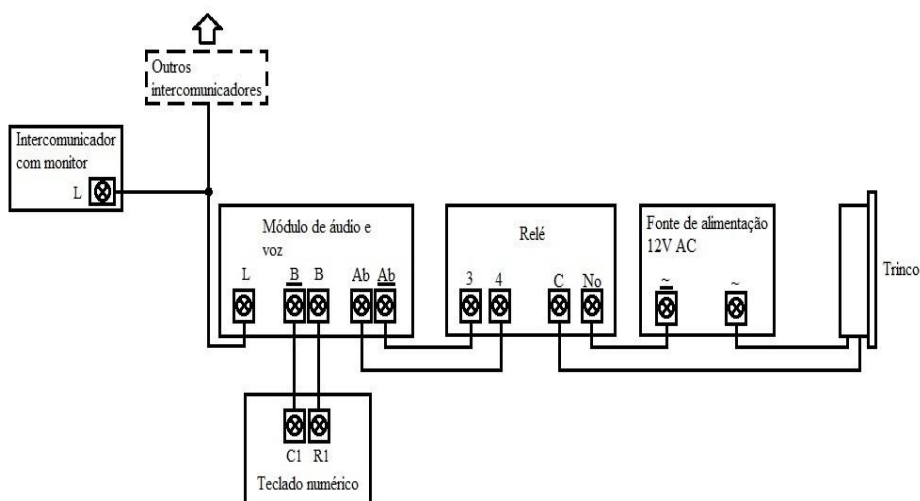 Outros
intercomunicadores
Intercomunicador
com monitor
L
Módulo de áudio e
voz
L B B Ab Ab
Relé
3 4 C No
Fonte de alimentação
12V AC
~ ~
Trinco
C1 R1
Teclado numérico